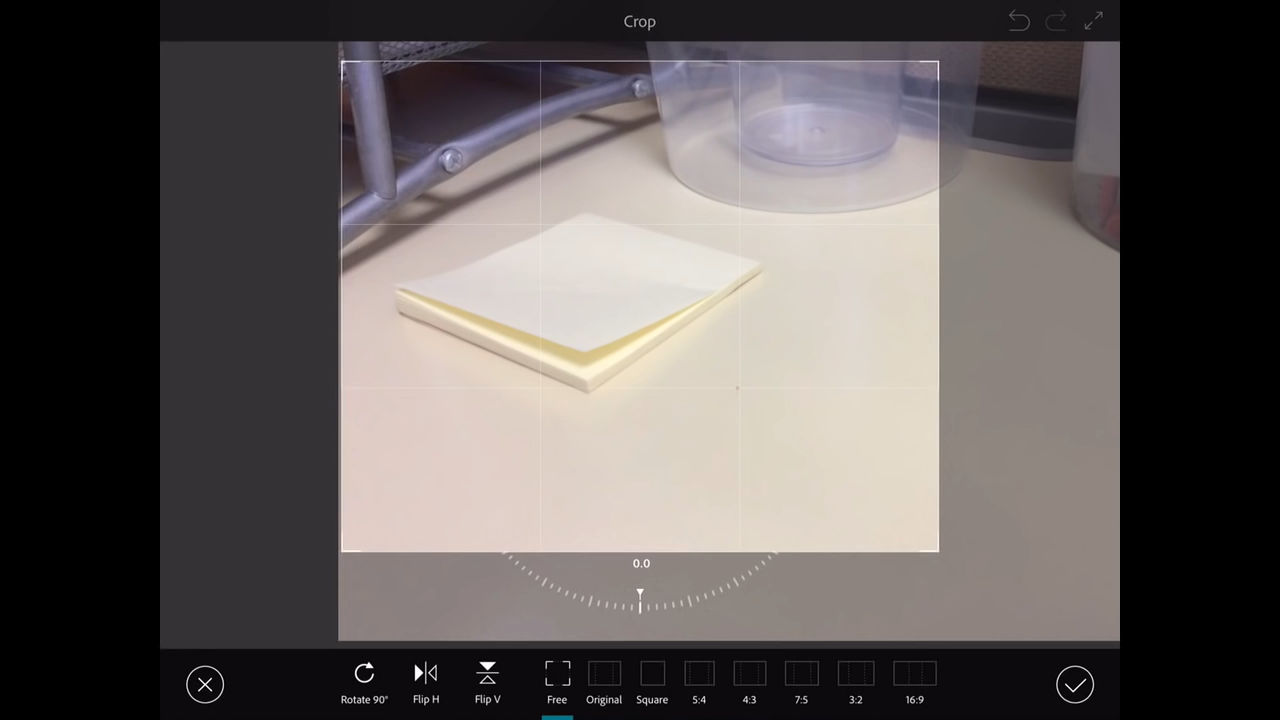 Crop
0.0
Rotate 90°
Flip H
Flip V
Free
Original
Square
5:4
4:3
7:5
3:2
16:9